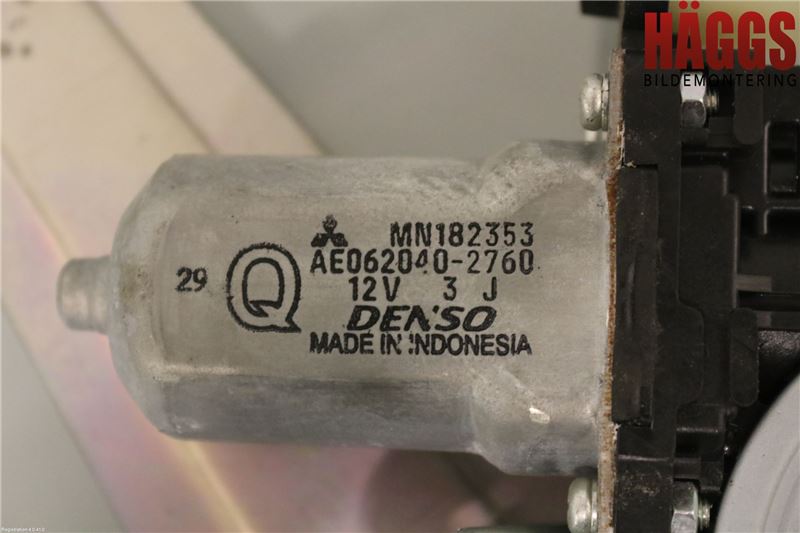 HÄGGS
BILDEMONTERING
MN182353
AE062040-2760
29 Q
12V 3 J
DENSO
MADE IN INDONESIA